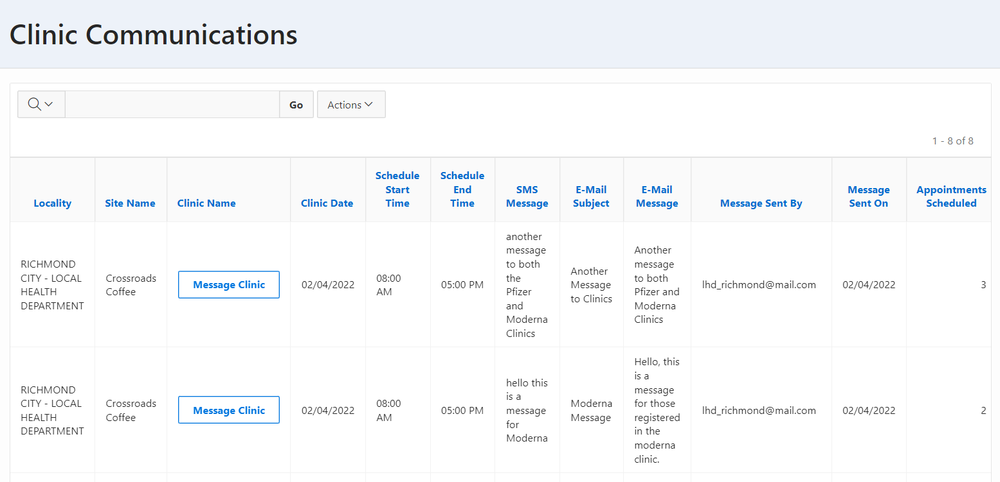 Clinic Communications
Go
Actions
1 - 8 of 8
Locality
Site Name
Clinic Name
Clinic Date
Schedule
Start
Time
Schedule
End
Time
SMS
Message
E-Mail
Subject
E-Mail
Message
Message Sent By
Message
Sent On
Appointments
Scheduled
RICHMOND
CITY - LOCAL
HEALTH
DEPARTMENT
Crossroads
Coffee
Message Clinic
02/04/2022
08:00
AM
05:00 PM
another
message
to both
the
Pfizer
and
Moderna
Clinics
Another
Message
to Clinics
Another
message
to both
Pfizer and
Moderna
Clinics
lhd_richmond@mail.com
02/04/2022
3
RICHMOND
CITY - LOCAL
HEALTH
DEPARTMENT
Crossroads
Coffee
Message Clinic
02/04/2022
08:00
AM
05:00 PM
hello this
is a
message
for
Moderna
Moderna
Message
Hello, this
is a
message
for those
registered
in the
moderna
clinic.
lhd_richmond@mail.com
02/04/2022
2